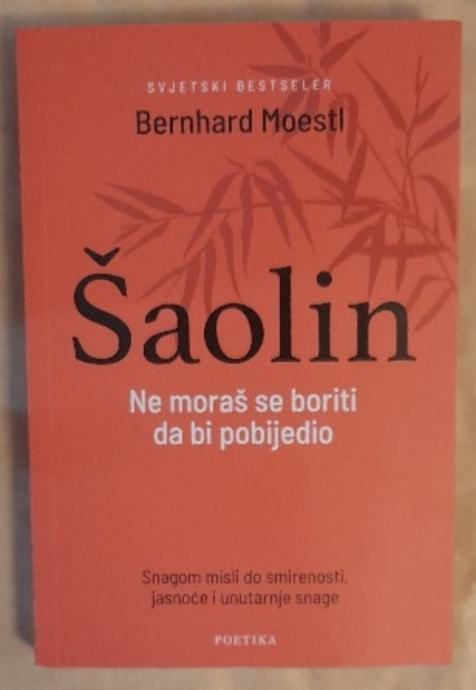 SVJETSKI BESTSELER
Bernhard Moestl
Šaolin
Ne moraš se boriti
da bi pobijedio
Snagom misli do smirenosti,
jasnoće i unutarnje snage
POETIKA